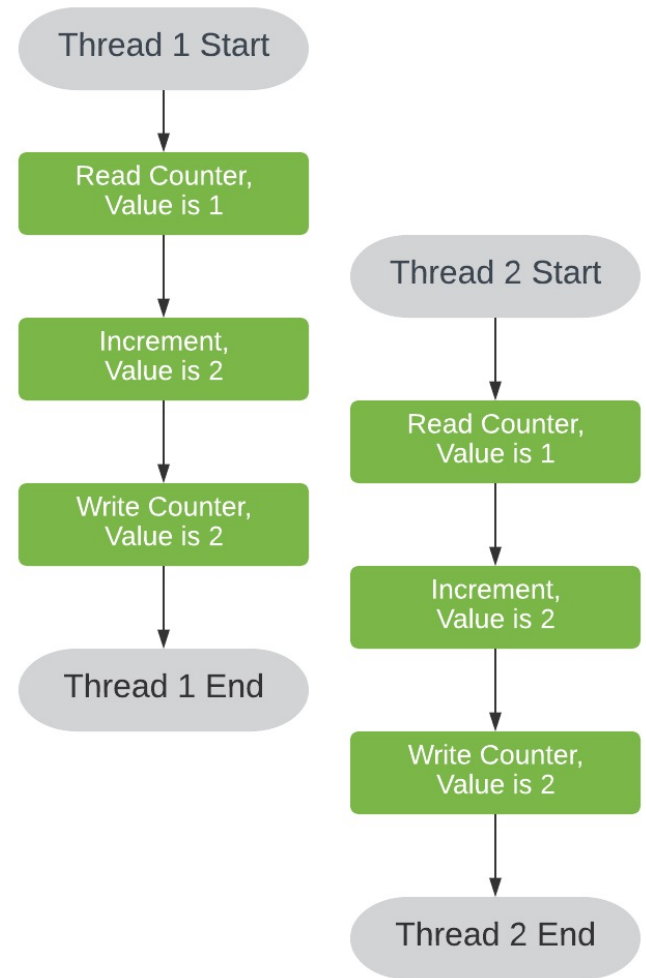 Thread 1 Start
Read Counter,
Value is 1
Increment,
Value is 2
Write Counter,
Value is 2
Thread 1 End
Thread 2 Start
Read Counter,
Value is 1
Increment,
Value is 2
Write Counter,
Value is 2
Thread 2 End